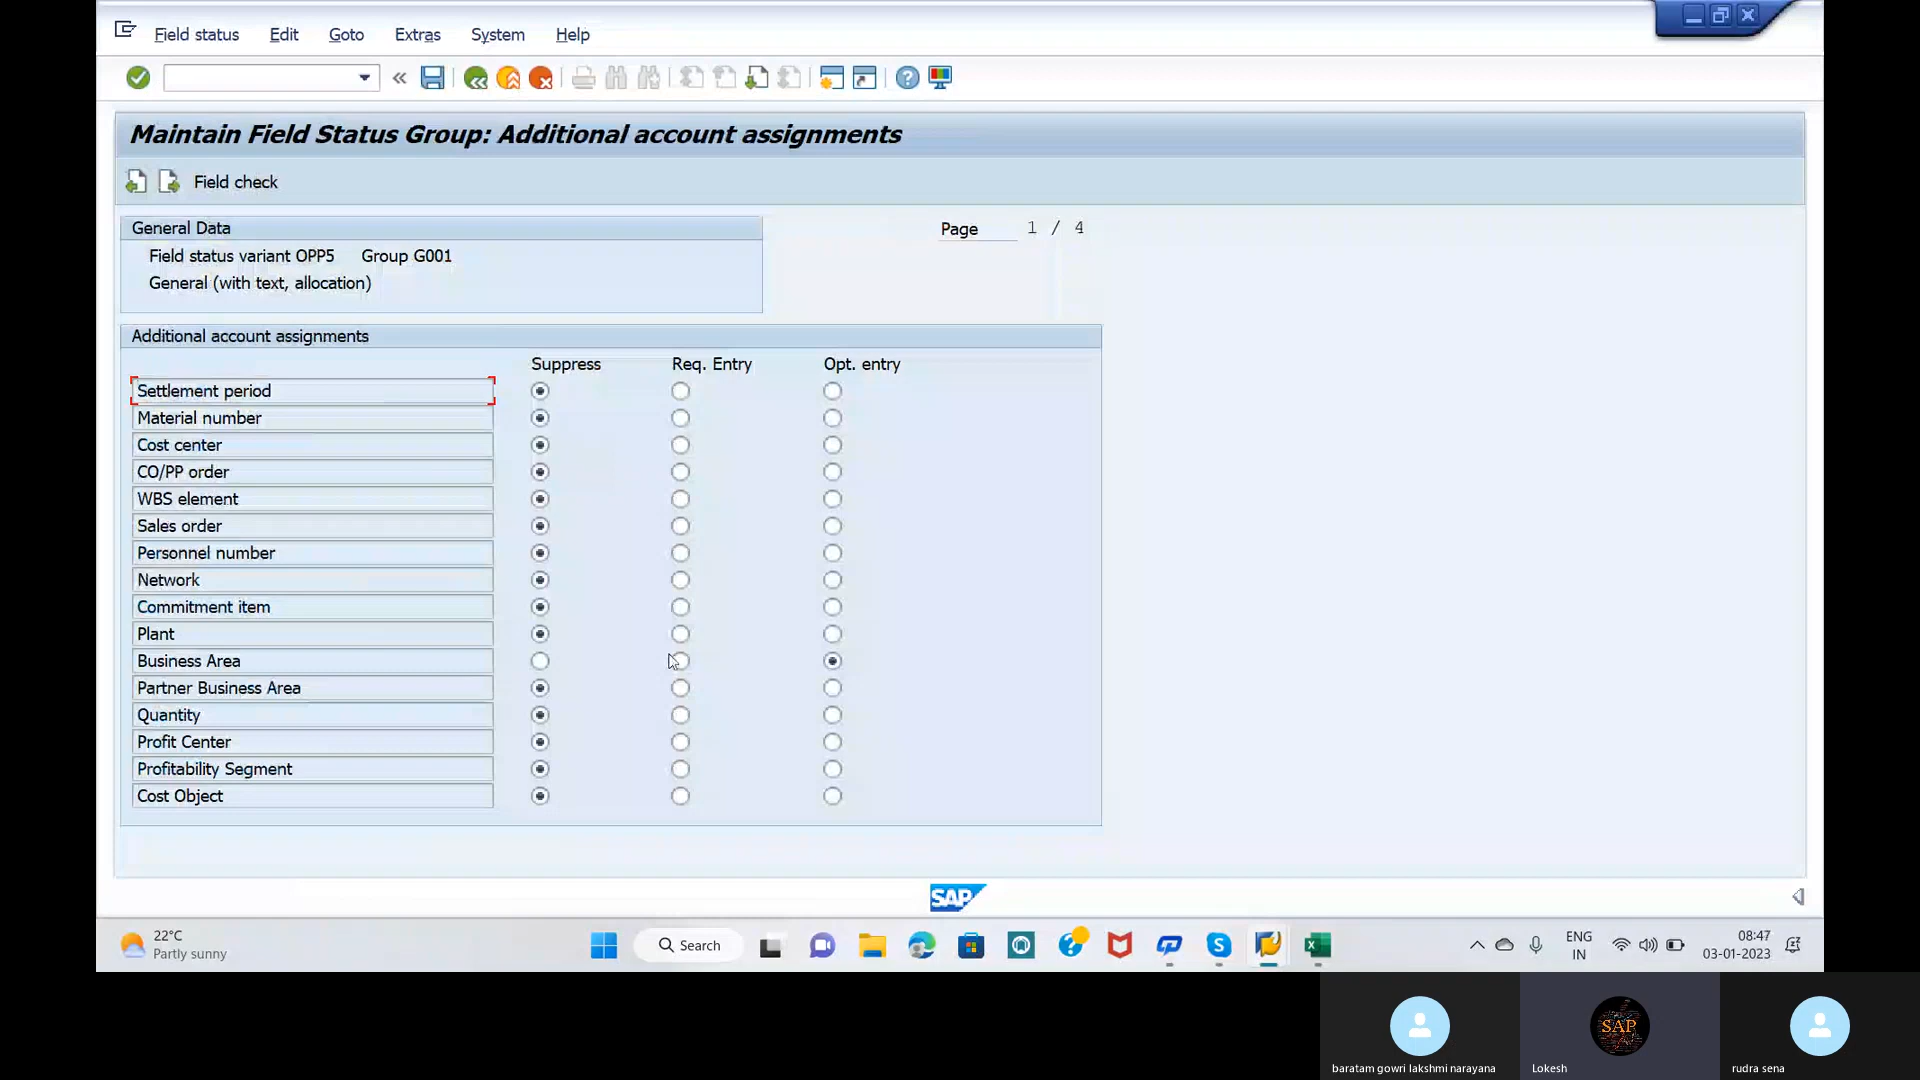 Field status Edit Goto Extras System Help
Maintain Field Status Group: Additional account assignments
Field check
General Data
Page 1 / 4
Field status variant OPP5 Group G001
General (with text, allocation)
Additional account assignments
Suppress Req. Entry Opt. entry
Settlement period
Material number
Cost center
CO/PP order
WBS element
Sales order
Personnel number
Network
Commitment item
Plant
Business Area
Partner Business Area
Quantity
Profit Center
Profitability Segment
Cost Object
SAP
22°C
Partly sunny
Search
ENG
IN
08:47
03-01-2023
SAP
baratam gowri lakshmi narayana
Lokesh
rudra sena